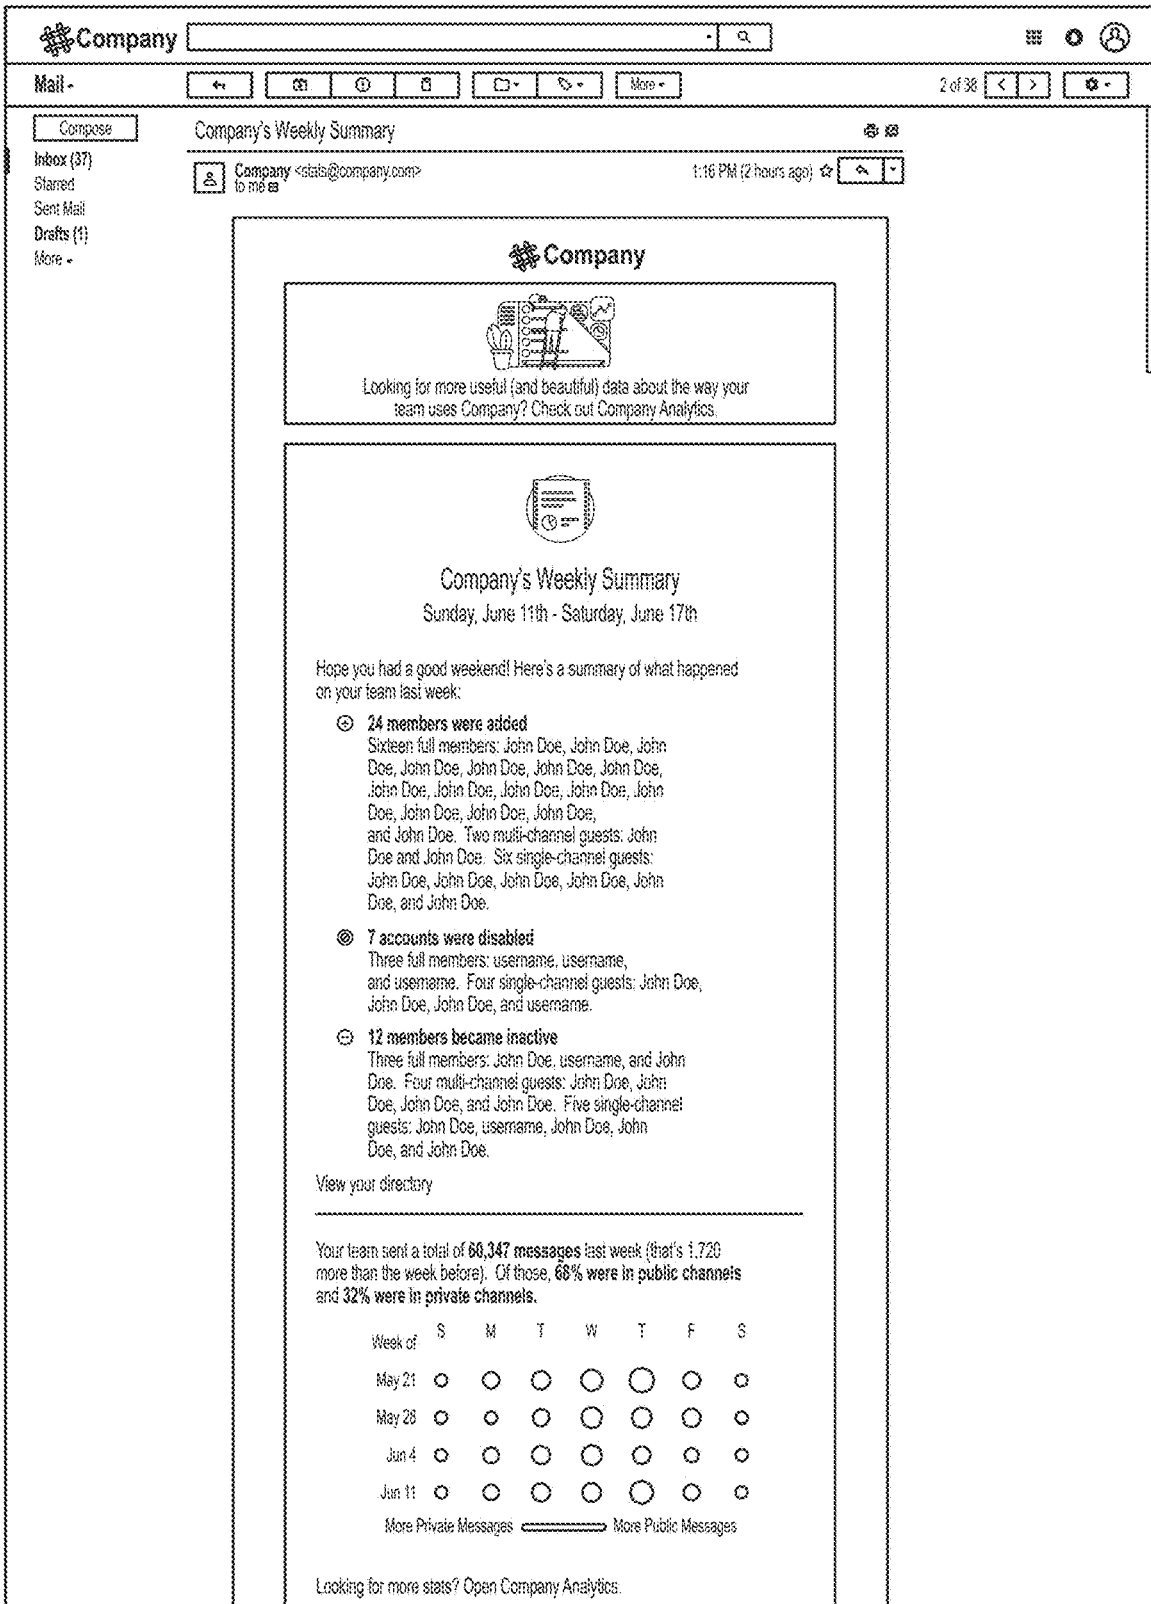 Company
Mail
More
2 of 38
Compose
Inbox (37)
Starred
Sent Mail
Drafts (1)
More
Company's Weekly Summary
Company <stats@company.com>
to me
1:16 PM (2 hours ago)
Company
Looking for more useful (and beautiful) data about the way your
team uses Company? Check out Company Analytics.
Company's Weekly Summary
Sunday, June 11th - Saturday, June 17th
Hope you had a good weekend! Here's a summary of what happened
on your team last week:
24 members were added
Sixteen full members: John Doe, John Doe, John
Doe, John Doe, John Doe, John Doe, John Doe,
John Doe, John Doe, John Doe, John Doe, John
Doe, John Doe, John Doe, John Doe,
and John Doe. Two multi-channel guests: John
Doe and John Doe. Six single-channel guests:
John Doe, John Doe, John Doe, John Doe, John
Doe, and John Doe.
7 accounts were disabled
Three full members: username, username,
and username. Four single-channel guests: John Doe,
John Doe, John Doe, and username.
12 members became inactive
Three full members: John Doe, username, and John
Doe. Four multi-channel guests: John Doe, John
Doe, John Doe, and John Doe. Five single-channel
guests: John Doe, username, John Doe, John
Doe, and John Doe.
View your directory
Your team sent a total of 60,347 messages last week (that's 1,720
more than the week before). Of those, 68% were in public channels
and 32% were in private channels.
Week of S M T W T F S
May 21
May 28
Jun 4
Jun 11
More Private Messages More Public Messages
Looking for more stats? Open Company Analytics.